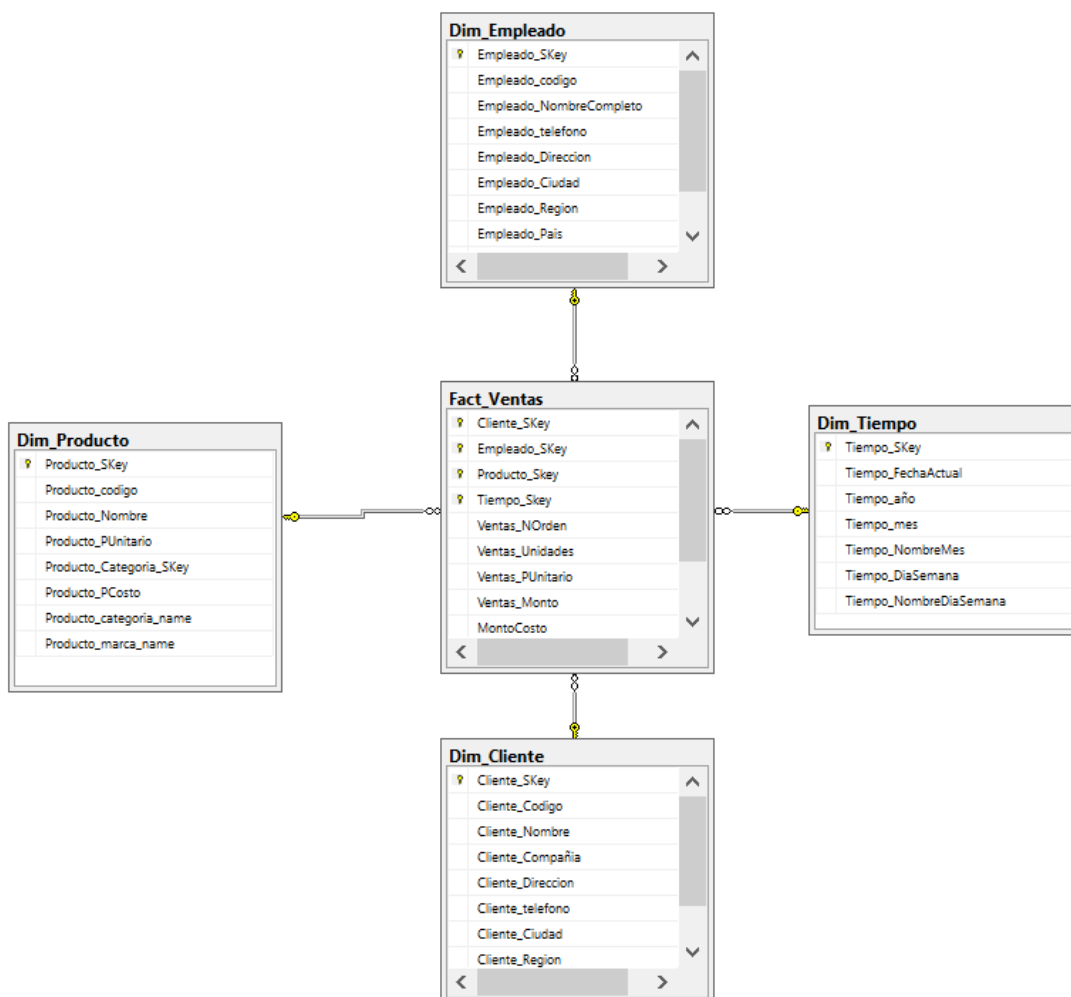 Dim_Empleado
Empleado_SKey
Empleado_codigo
Empleado_NombreCompleto
Empleado_telefono
Empleado_Direccion
Empleado_Ciudad
Empleado_Region
Empleado_Pais
Fact_Ventas
Cliente_SKey
Empleado_SKey
Producto_Skey
Tiempo_Skey
Ventas_NOrden
Ventas_Unidades
Ventas_PUnitario
Ventas_Monto
MontoCosto
Dim_Producto
Producto_SKey
Producto_codigo
Producto_Nombre
Producto_PUnitario
Producto_Categoria_SKey
Producto_PCosto
Producto_categoria_name
Producto_marca_name
Dim_Tiempo
Tiempo_SKey
Tiempo_FechaActual
Tiempo_año
Tiempo_mes
Tiempo_NombreMes
Tiempo_DiaSemana
Tiempo_NombreDiaSemana
Dim_Cliente
Cliente_SKey
Cliente_Codigo
Cliente_Nombre
Cliente_Compañia
Cliente_Direccion
Cliente_telefono
Cliente_Ciudad
Cliente_Region